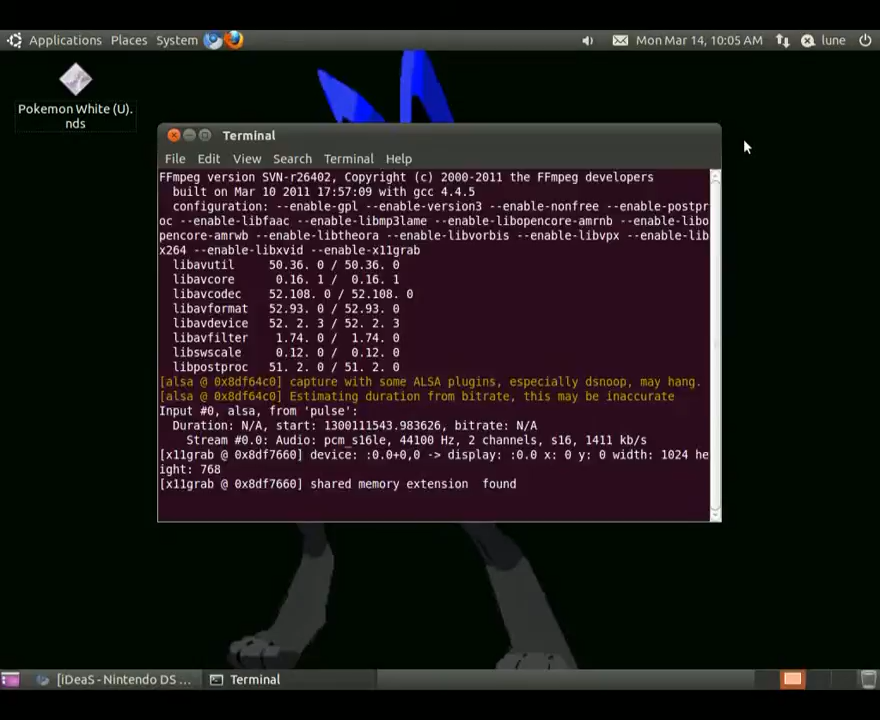 Applications Places System Mon Mar 14, 10:05 AM lune
Pokemon White (U).
nds
Terminal
File Edit View Search Terminal Help
FFmpeg version SVN-r26402, Copyright (c) 2000-2011 the FFmpeg developers
  built on Mar 10 2011 17:57:09 with gcc 4.4.5
  configuration: --enable-gpl --enable-version3 --enable-nonfree --enable-postpr
oc --enable-libfaac --enable-libmp3lame --enable-libopencore-amrnb --enable-libo
pencore-amrwb --enable-libtheora --enable-libvorbis --enable-libvpx --enable-lib
x264 --enable-libxvid --enable-x11grab
  libavutil     50.36. 0 / 50.36. 0
  libavcore      0.16. 1 /  0.16. 1
  libavcodec    52.108. 0 / 52.108. 0
  libavformat   52.93. 0 / 52.93. 0
  libavdevice   52. 2. 3 / 52. 2. 3
  libavfilter    1.74. 0 /  1.74. 0
  libswscale     0.12. 0 /  0.12. 0
  libpostproc   51. 2. 0 / 51. 2. 0
[alsa @ 0x8df64c0] capture with some ALSA plugins, especially dsnoop, may hang.
[alsa @ 0x8df64c0] Estimating duration from bitrate, this may be inaccurate
Input #0, alsa, from 'pulse':
  Duration: N/A, start: 1300111543.983626, bitrate: N/A
    Stream #0.0: Audio: pcm_s16le, 44100 Hz, 2 channels, s16, 1411 kb/s
[x11grab @ 0x8df7660] device: :0.0+0,0 -> display: :0.0 x: 0 y: 0 width: 1024 he
ight: 768
[x11grab @ 0x8df7660] shared memory extension  found
[iDeaS - Nintendo DS ... Terminal